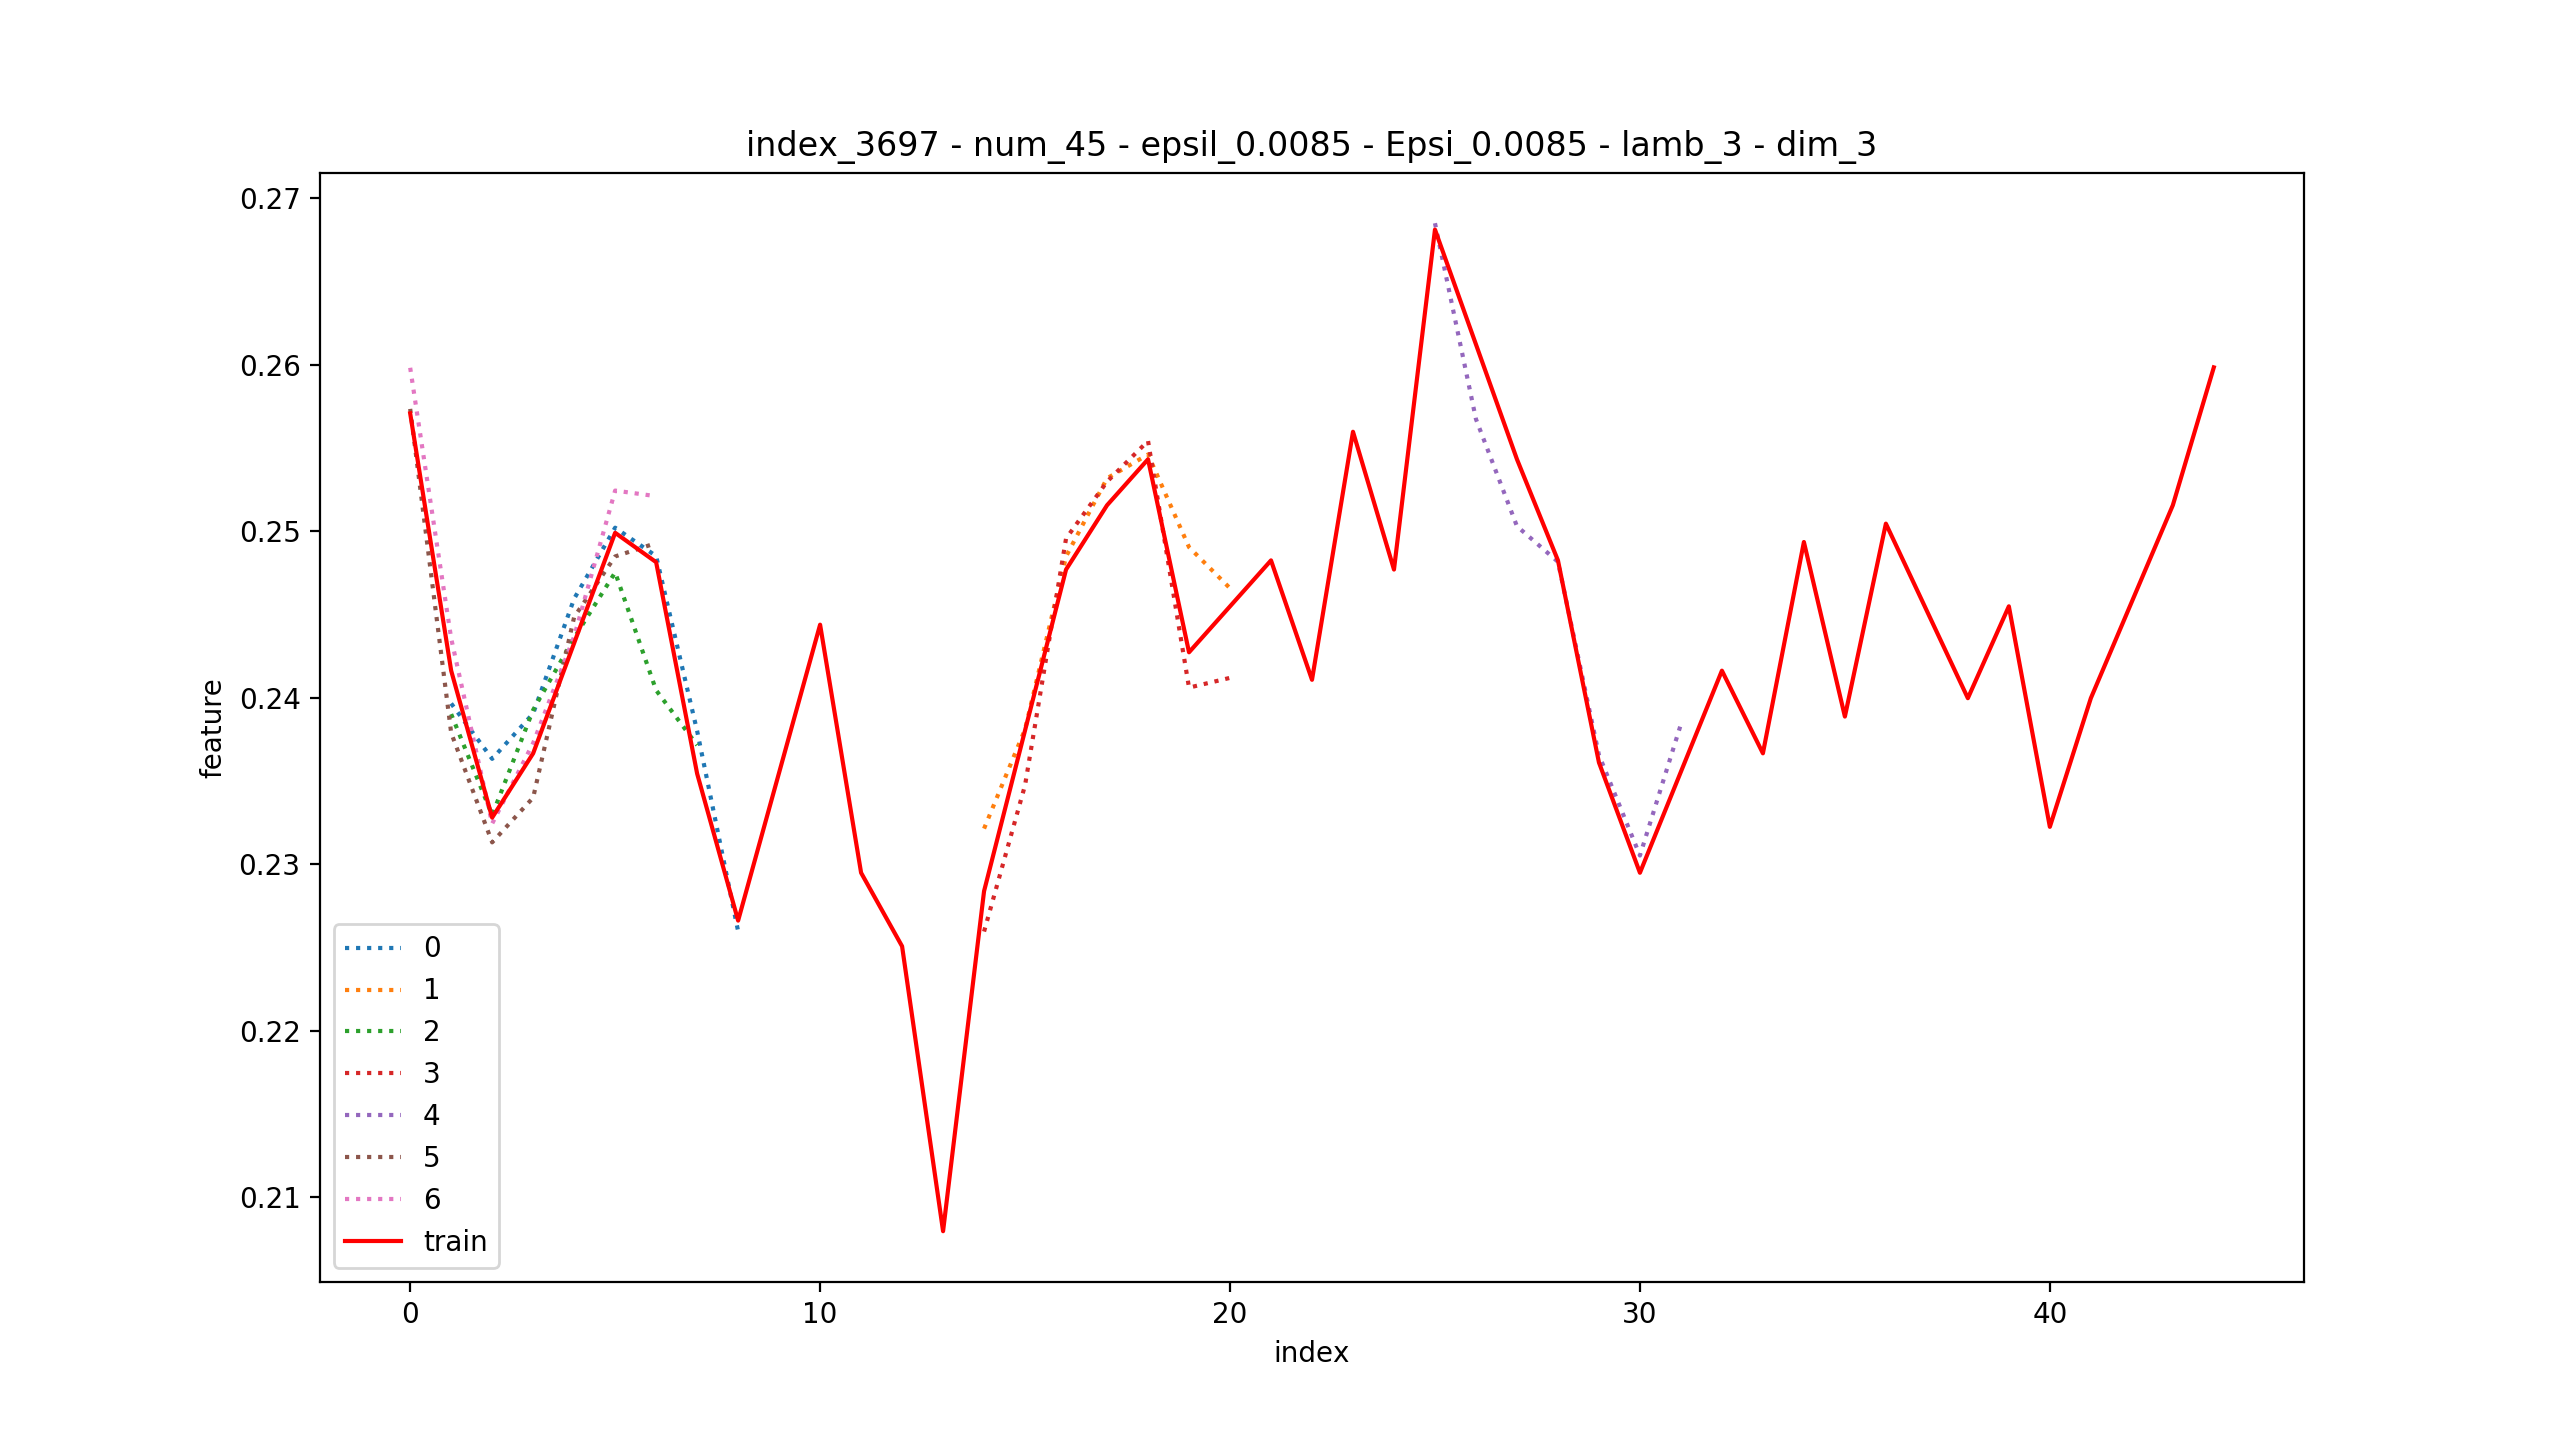 index_3697 - num_45 - epsil_0.0085 - Epsi_0.0085 - lamb_3 - dim_3
0.27
0.26
0.25
0.24
0.23
0.22
0.21
feature
0
1
2
3
4
5
6
train
0 10 20 30 40
index